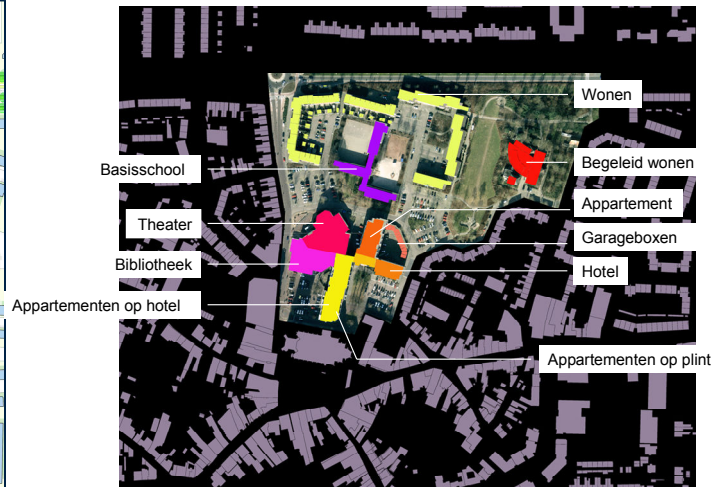 Wonen
Basisschool
Begeleid wonen
Appartement
Theater
Garageboxen
Bibliotheek
Hotel
Appartementen op hotel
Appartementen op plint